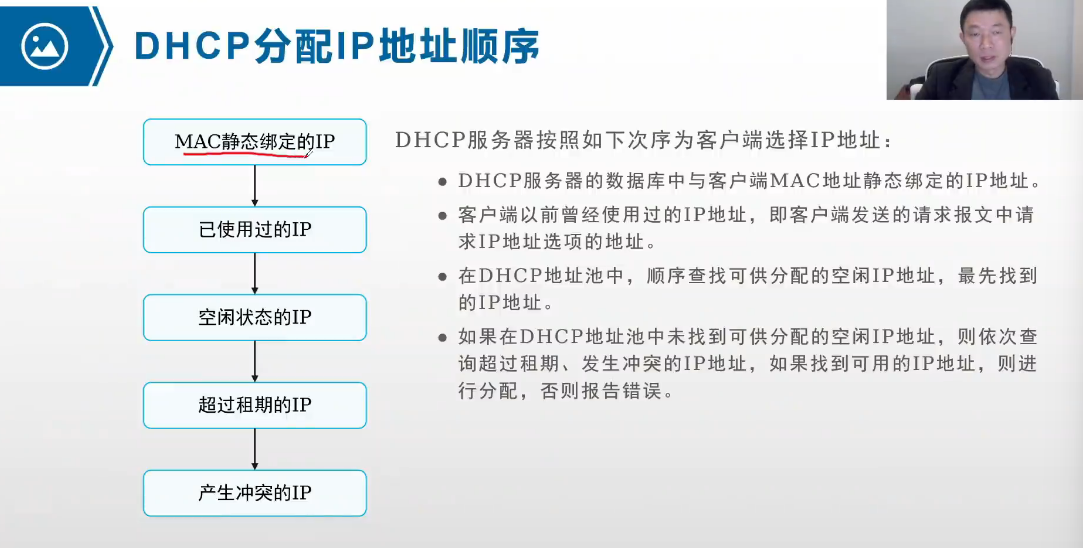 DHCP分配IP地址顺序
MAC静态绑定的IP
已使用过的IP
空闲状态的IP
超过租期的IP
产生冲突的IP
DHCP服务器按照如下次序为客户端选择IP地址：
● DHCP服务器的数据库中与客户端MAC地址静态绑定的IP地址。
● 客户端以前曾经使用过的IP地址，即客户端发送的请求报文中请
求IP地址选项的地址。
● 在DHCP地址池中，顺序查找可供分配的空闲IP地址，最先找到
的IP地址。
● 如果在DHCP地址池中未找到可供分配的空闲IP地址，则依次查
询超过租期、发生冲突的IP地址，如果找到可用的IP地址，则进
行分配，否则报告错误。